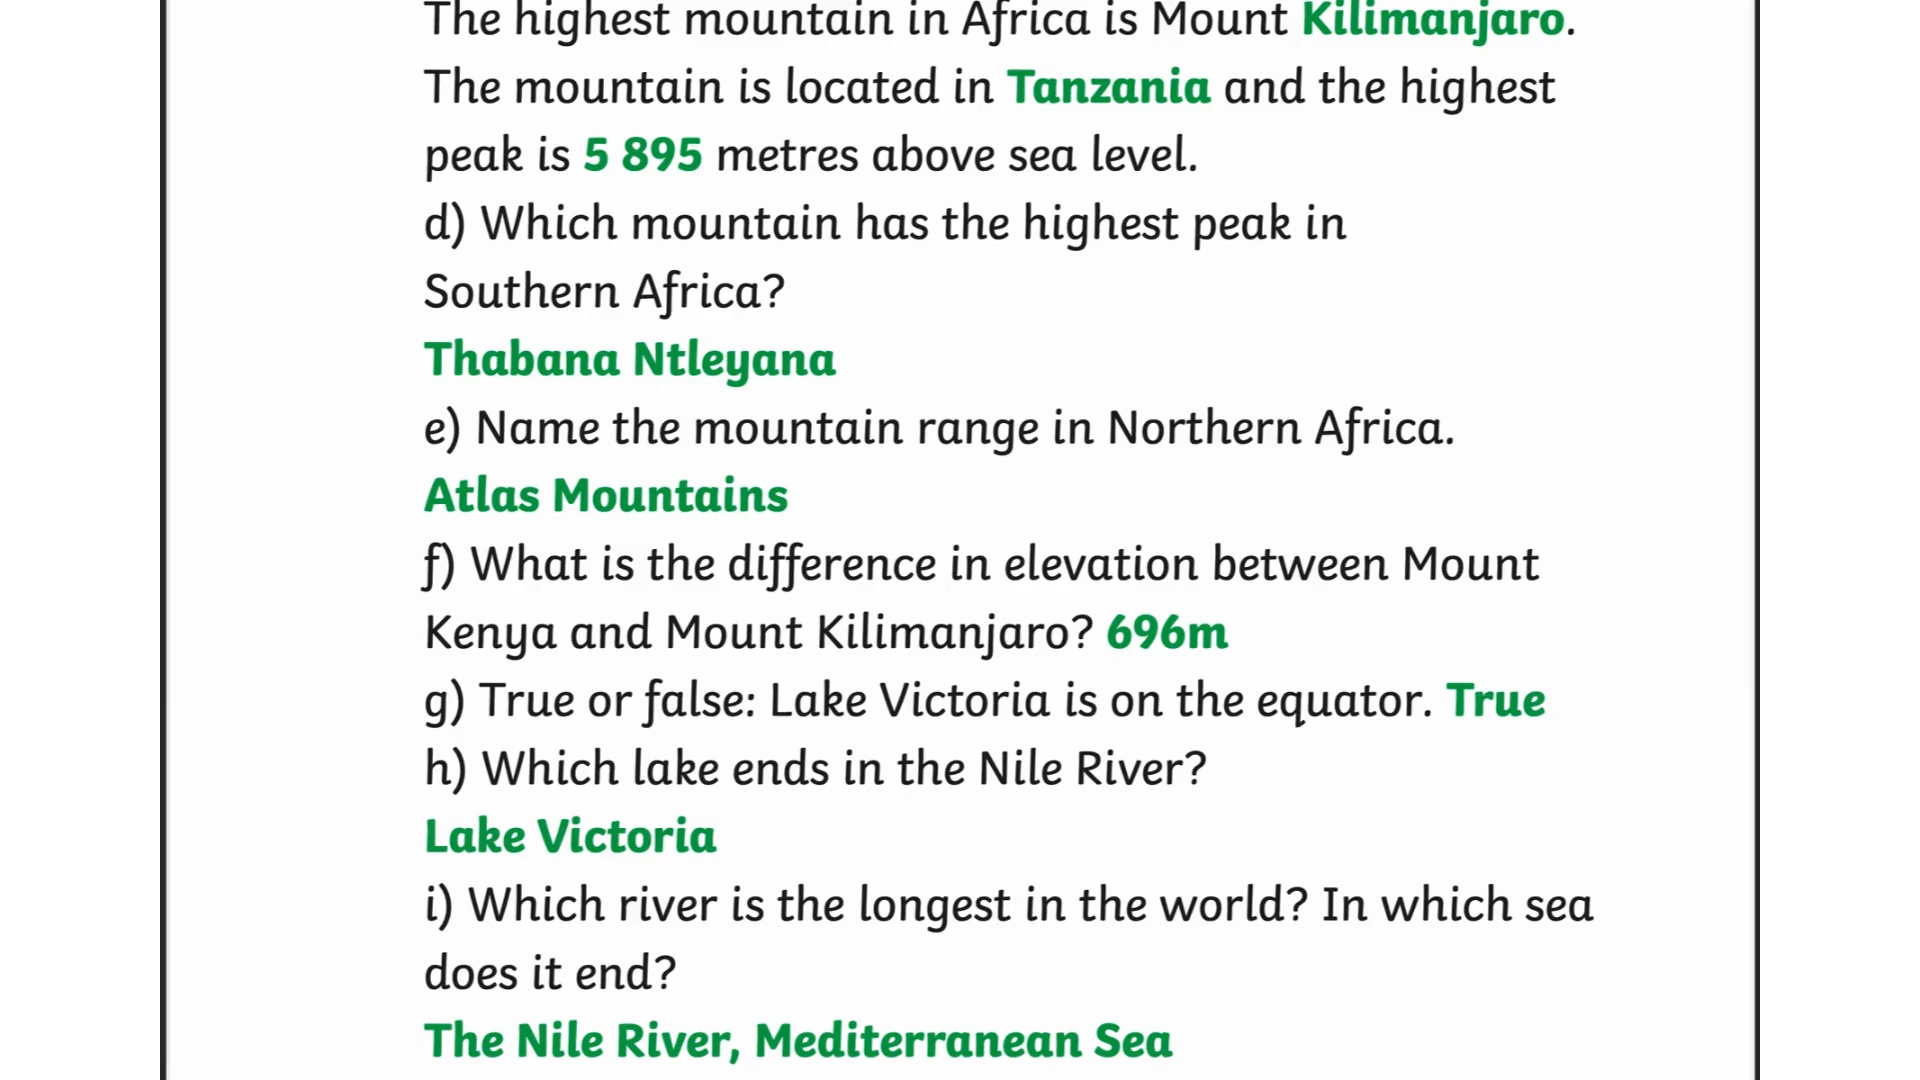 The highest mountain in Africa is Mount Kilimanjaro.
The mountain is located in Tanzania and the highest
peak is 5 895 metres above sea level.
d) Which mountain has the highest peak in
Southern Africa?
Thabana Ntleyana
e) Name the mountain range in Northern Africa.
Atlas Mountains
f) What is the difference in elevation between Mount
Kenya and Mount Kilimanjaro? 696m
g) True or false: Lake Victoria is on the equator. True
h) Which lake ends in the Nile River?
Lake Victoria
i) Which river is the longest in the world? In which sea
does it end?
The Nile River, Mediterranean Sea